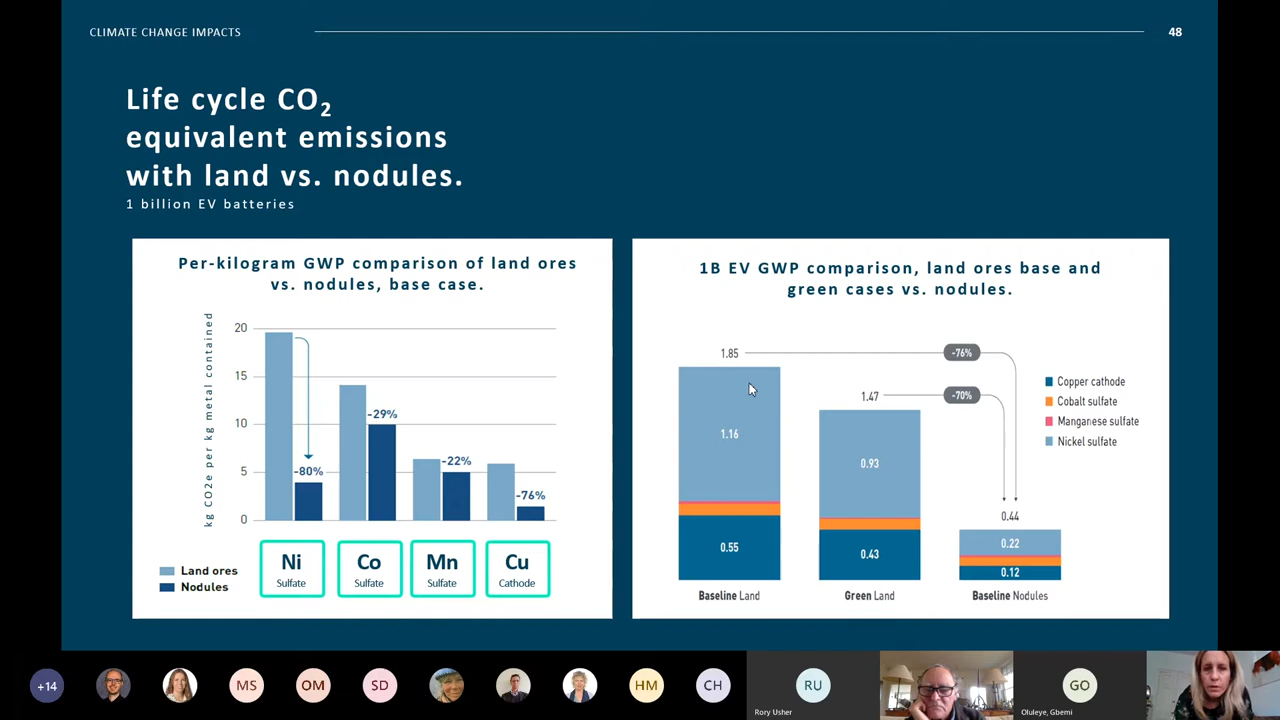 CLIMATE CHANGE IMPACTS
48
Life cycle CO2
equivalent emissions
with land vs. nodules.
1 billion EV batteries
Per-kilogram GWP comparison of land ores
vs. nodules, base case.
kg CO2e per kg metal contained
20
15
10
5
0
-80%
-29%
-22%
-76%
Land ores
Nodules
Ni
Sulfate
Co
Sulfate
Mn
Sulfate
Cu
Cathode
1B EV GWP comparison, land ores base and
green cases vs. nodules.
1.85
-76%
1.47
-70%
1.16
0.55
0.93
0.43
0.44
0.22
0.12
Copper cathode
Cobalt sulfate
Manganese sulfate
Nickel sulfate
Baseline Land
Green Land
Baseline Nodules
+14
MS
OM
SD
HM
CH
RU
Rory Usher
GO
Oluleye, Gbemi